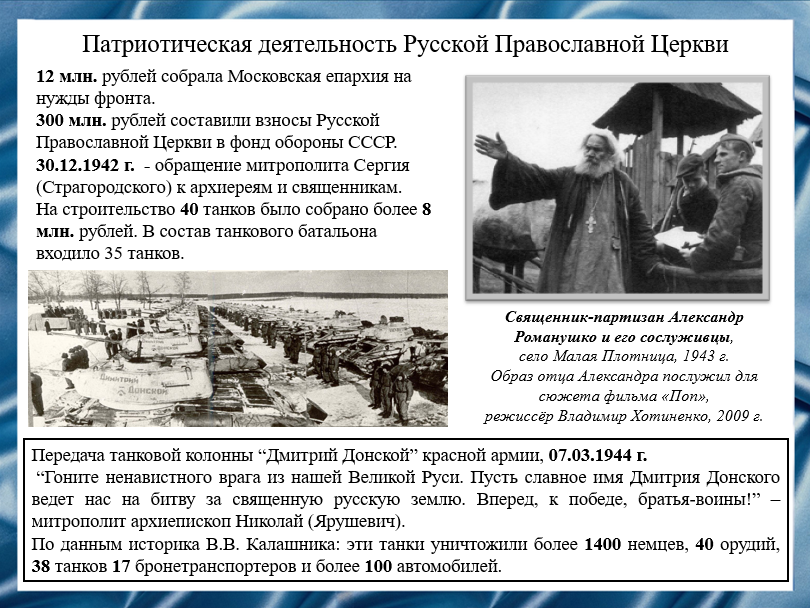 Патриотическая деятельность Русской Православной Церкви
12 млн. рублей собрала Московская епархия на
нужды фронта.
300 млн. рублей составили взносы Русской
Православной Церкви в фонд обороны СССР.
30.12.1942 г. - обращение митрополита Сергия
(Страгородского) к архиереям и священникам.
На строительство 40 танков было собрано более 8
млн. рублей. В состав танкового батальона
входило 35 танков.
ДИМИТРИЙ
ДОНСКОЙ
Священник-партизан Александр
Романушко и его сослуживцы,
село Малая Плотница, 1943 г.
Образ отца Александра послужил для
сюжета фильма «Поп»,
режиссёр Владимир Хотиненко, 2009 г.
Передача танковой колонны “Дмитрий Донской” красной армии, 07.03.1944 г.
“Гоните ненавистного врага из нашей Великой Руси. Пусть славное имя Дмитрия Донского
ведет нас на битву за священную русскую землю. Вперед, к победе, братья-воины!” –
митрополит архиепископ Николай (Ярушевич).
По данным историка В.В. Калашника: эти танки уничтожили более 1400 немцев, 40 орудий,
38 танков 17 бронетранспортеров и более 100 автомобилей.